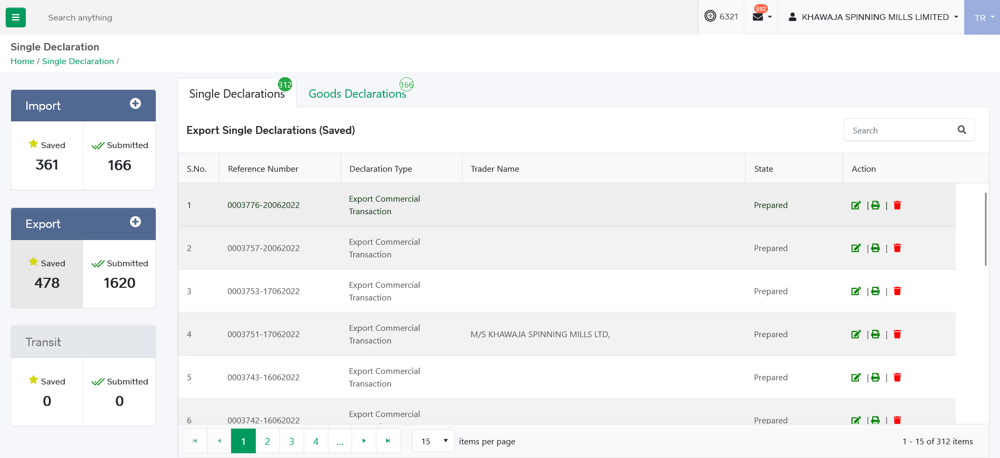 Search anything
6321
592
KHAWAJA SPINNING MILLS LIMITED
TR
Single Declaration
Home / Single Declaration /
Import
Saved
361
Submitted
166
Export
Saved
478
Submitted
1620
Transit
Saved
0
Submitted
0
Single Declarations
312
Goods Declarations
166
Export Single Declarations (Saved)
Search
S.No. Reference Number Declaration Type Trader Name State Action
1 0003776-20062022 Export Commercial Transaction Prepared | |
2 0003757-20062022 Export Commercial Transaction Prepared | |
3 0003753-17062022 Export Commercial Transaction Prepared | |
4 0003751-17062022 Export Commercial Transaction M/S KHAWAJA SPINNING MILLS LTD, Prepared | |
5 0003743-16062022 Export Commercial Transaction Prepared | |
6 0003742-16062022 Export Commercial Prepared | |
1 2 3 4 ... 15 items per page 1 - 15 of 312 items